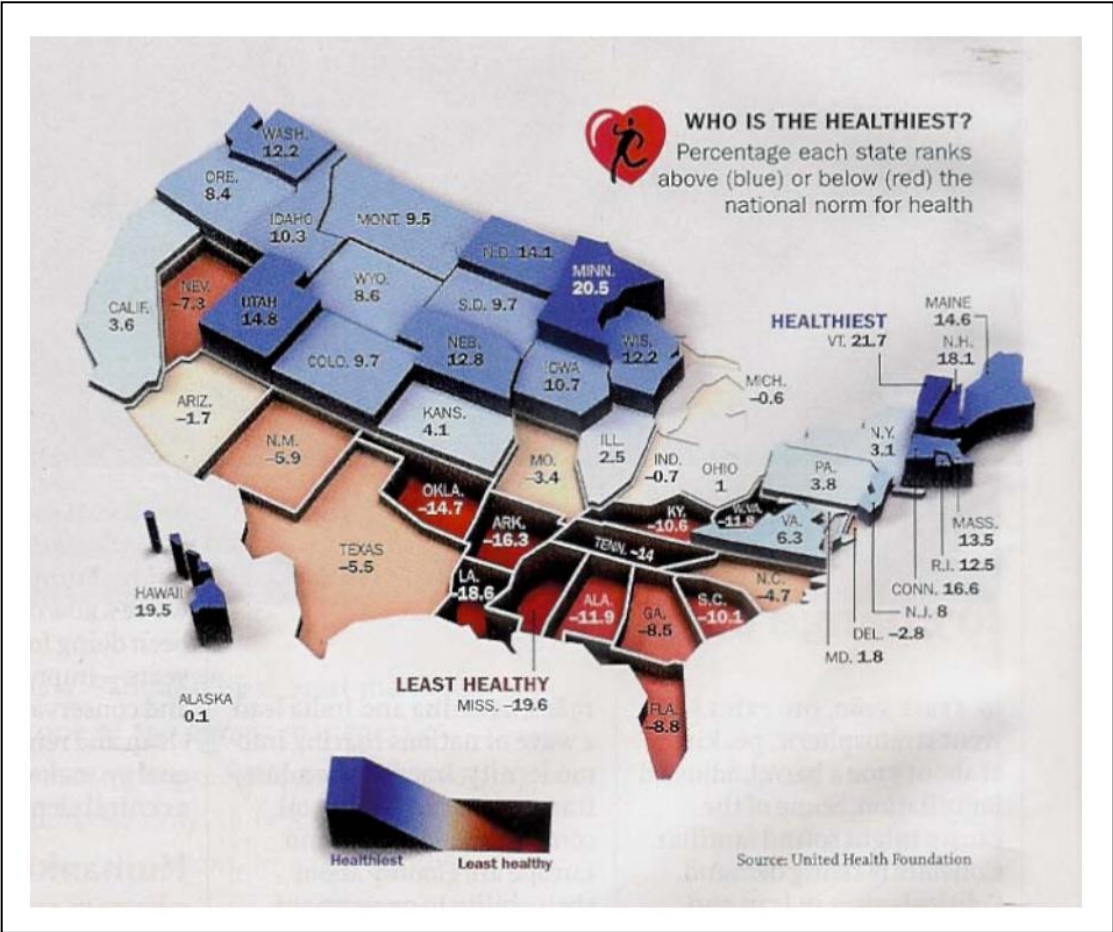 WHO IS THE HEALTHIEST?
Percentage each state ranks
above (blue) or below (red) the
national norm for health
WASH.
12.2
ORE.
8.4
IDAHO
10.3
MONT. 9.5
N.D. 14.1
MINN.
20.5
WYO.
8.6
S.D. 9.7
NEV.
-7.3
UTAH
14.8
CALIF.
3.6
COLO. 9.7
NEB.
12.8
IOWA
10.7
WIS.
12.2
MICH.
-0.6
HEALTHIEST
VT. 21.7
MAINE
14.6
N.H.
18.1
ARIZ.
-1.7
N.M.
-5.9
KANS.
4.1
MO.
-3.4
ILL.
2.5
IND.
-0.7
OHIO
1
N.Y.
3.1
PA.
3.8
OKLA.
-14.7
ARK.
-16.3
KY.
-10.6
W.VA.
-11.8
VA.
6.3
MASS.
13.5
R.I. 12.5
CONN. 16.6
N.J. 8
DEL. -2.8
MD. 1.8
TEXAS
-5.5
TENN. -14
N.C.
-4.7
LA.
-18.6
ALA.
-11.9
GA.
-8.5
S.C.
-10.1
HAWAII
19.5
LEAST HEALTHY
MISS. -19.6
ALASKA
0.1
FLA.
-8.8
Healthiest
Least healthy
Source: United Health Foundation